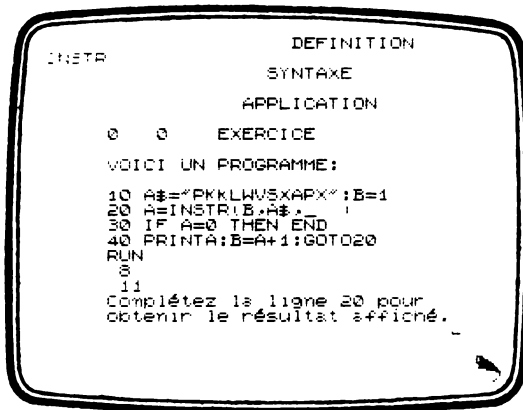 DEFINITION
INSTR
SYNTAXE
APPLICATION
0 0 EXERCICE
VOICI UN PROGRAMME:
10 A$="PKKLWVSXAPX":B=1
20 A=INSTR(B,A$,_ )
30 IF A=0 THEN END
40 PRINTA:B=A+1:GOTO20
RUN
8
11
Complétez la ligne 20 pour
obtenir le résultat affiché.